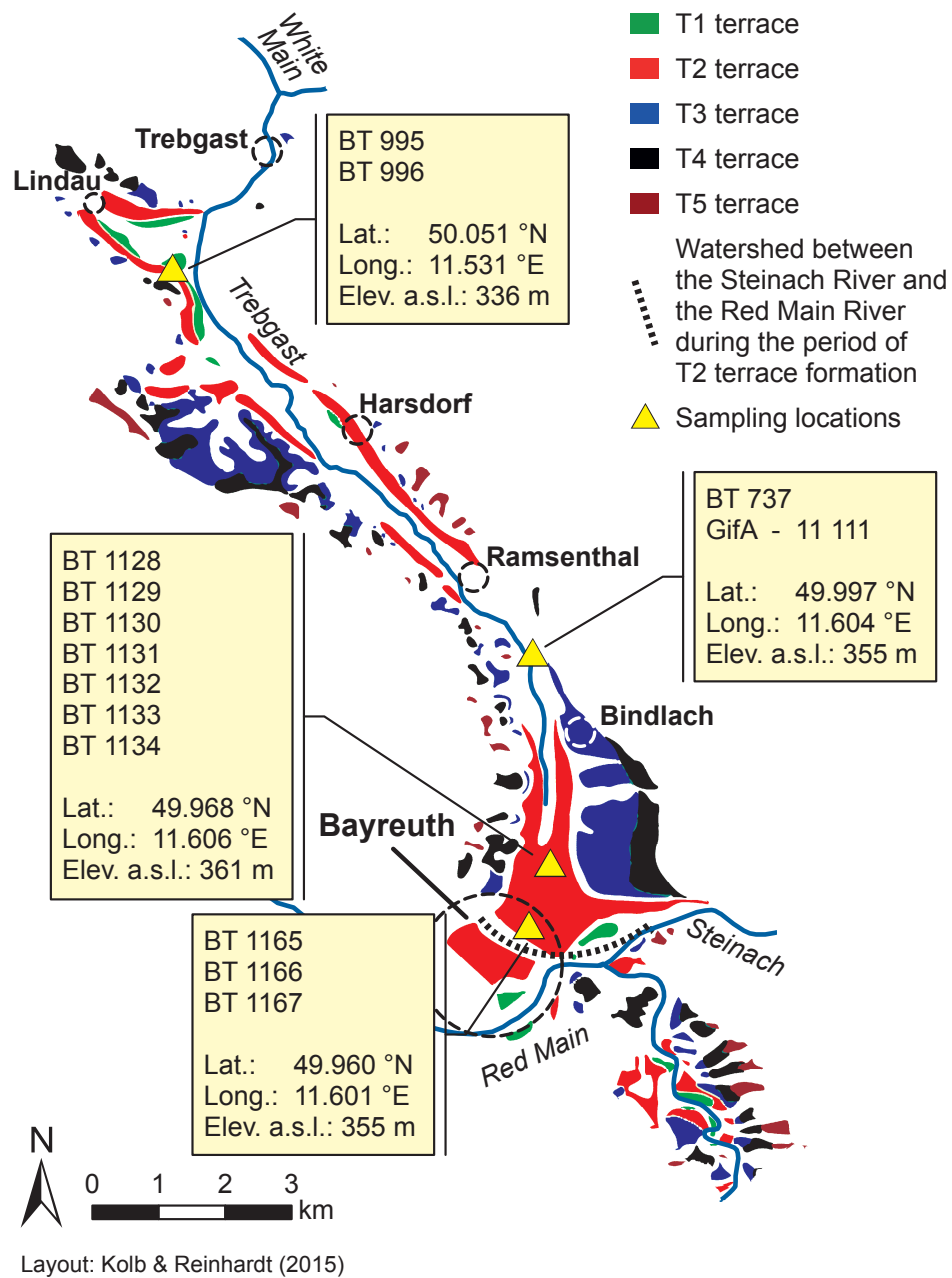 White
Main
Trebgast
Lindau
BT 995
BT 996
Lat.: 50.051 °N
Long.: 11.531 °E
Elev. a.s.l.: 336 m
T1 terrace
T2 terrace
T3 terrace
T4 terrace
T5 terrace
Watershed between
the Steinach River and
the Red Main River
during the period of
T2 terrace formation
Sampling locations
Trebgast
Harsdorf
Ramsenthal
BT 737
GifA - 11 111
Lat.: 49.997 °N
Long.: 11.604 °E
Elev. a.s.l.: 355 m
BT 1128
BT 1129
BT 1130
BT 1131
BT 1132
BT 1133
BT 1134
Lat.: 49.968 °N
Long.: 11.606 °E
Elev. a.s.l.: 361 m
Bindlach
Bayreuth
BT 1165
BT 1166
BT 1167
Lat.: 49.960 °N
Long.: 11.601 °E
Elev. a.s.l.: 355 m
Steinach
Red Main
N
0 1 2 3
km
Layout: Kolb & Reinhardt (2015)